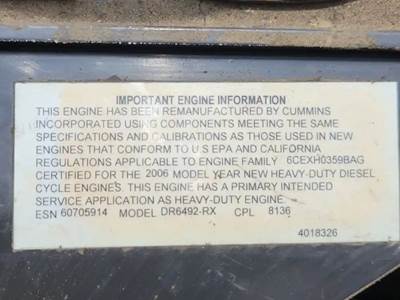 IMPORTANT ENGINE INFORMATION
THIS ENGINE HAS BEEN REMANUFACTURED BY CUMMINS
INCORPORATED USING COMPONENTS MEETING THE SAME
SPECIFICATIONS AND CALIBRATIONS AS THOSE USED IN NEW
ENGINES THAT CONFORM TO U S EPA AND CALIFORNIA
REGULATIONS APPLICABLE TO ENGINE FAMILY 6CEXH0359BAG
CERTIFIED FOR THE 2006 MODEL YEAR NEW HEAVY-DUTY DIESEL
CYCLE ENGINES. THIS ENGINE HAS A PRIMARY INTENDED
SERVICE APPLICATION AS HEAVY-DUTY ENGINE.
ESN 60705914 MODEL DR6492-RX CPL 8136
4018326